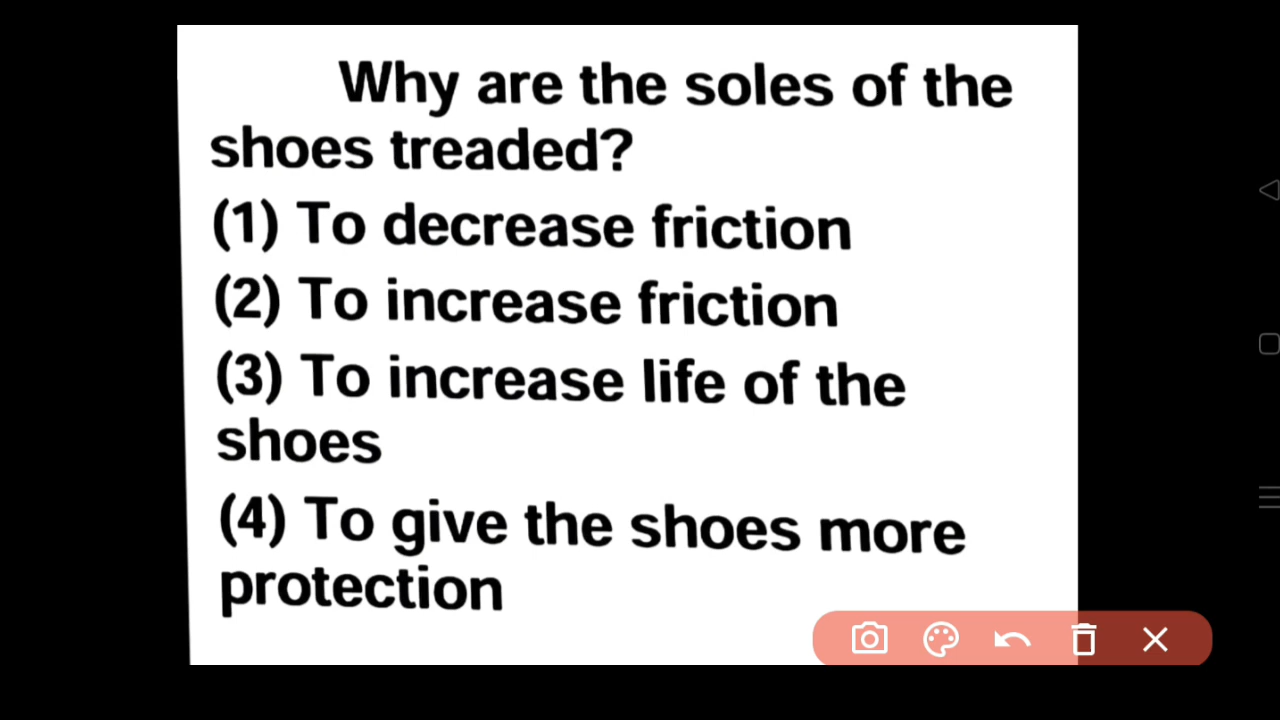 Why are the soles of the
shoes treaded?
(1) To decrease friction
(2) To increase friction
(3) To increase life of the
shoes
(4) To give the shoes more
protection